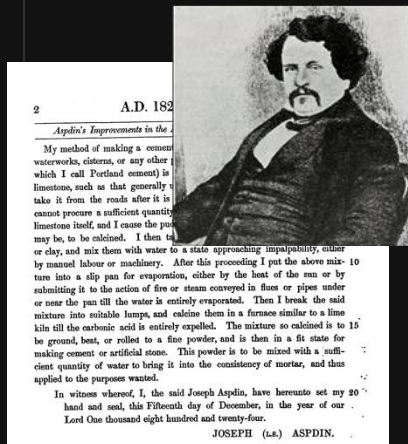 2 A.D. 182
Aspdin's Improvements in the
My method of making a cement
waterworks, cisterns, or any other
which I call Portland cement) is
limestone, such as that generally
take it from the roads after it is
cannot procure a sufficient quantity
limestone itself, and I cause the
may be, to be calcined. I then
or clay, and mix them with water to a state approaching impalpability, either
by manuel labour or machinery. After this proceeding I put the above mix- 10
ture into a slip pan for evaporation, either by the heat of the sun or by
submitting it to the action of fire or steam conveyed in flues or pipes under
or near the pan till the water is entirely evaporated. Then I break the said
mixture into suitable lumps, and calcine them in a furnace similar to a lime
kiln till the carbonic acid is entirely expelled. The mixture so calcined is to 15
be ground, beat, or rolled to a fine powder, and is then in a fit state for
making cement or artificial stone. This powder is to be mixed with a suffi-
cient quantity of water to bring it into the consistency of mortar, and thus
applied to the purposes wanted.
In witness whereof, I, the said Joseph Aspdin, have hereunto set my 20
hand and seal, this Fifteenth day of December, in the year of our
Lord One thousand eight hundred and twenty-four.
JOSEPH (L.S.) ASPDIN.